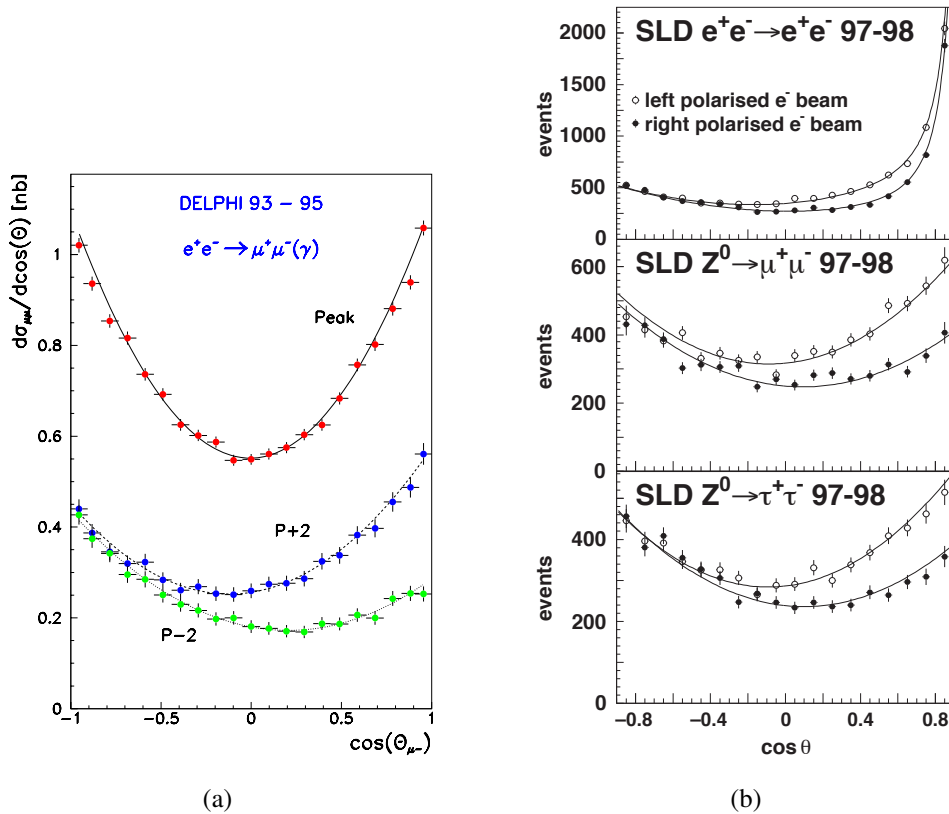 DELPHI 93 – 95
e⁺e⁻→μ⁺μ⁻(γ)
Peak
P+2
P−2
dσ_μμ/dcos(Θ) [nb]
1
0.8
0.6
0.4
0.2
0
−1
−0.5
0
0.5
1
cos(Θ_μ−)
(a)
SLD e⁺e⁻→e⁺e⁻ 97-98
left polarised e⁻ beam
right polarised e⁻ beam
events
2000
1500
1000
500
0
SLD Z⁰→μ⁺μ⁻ 97-98
events
600
400
200
0
SLD Z⁰→τ⁺τ⁻ 97-98
events
400
200
0
−0.8
−0.4
0
0.4
0.8
cos θ
(b)